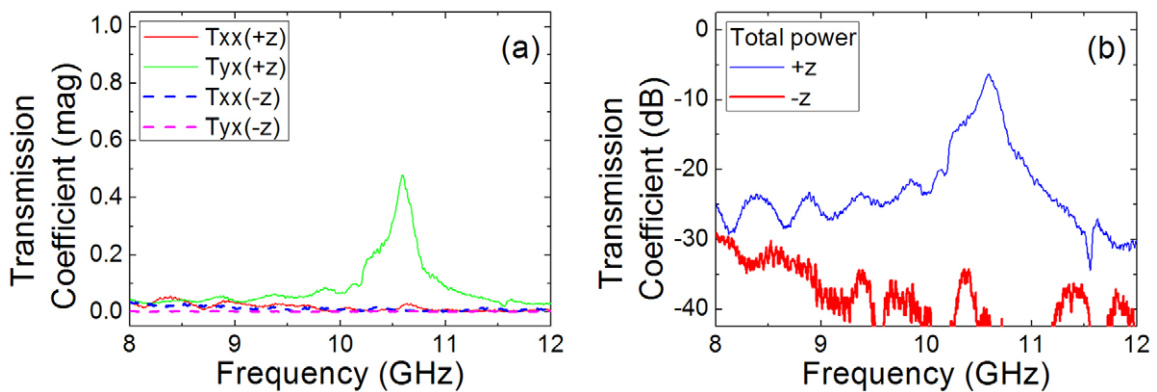 (a)
Txx(+z)
Tyx(+z)
Txx(-z)
Tyx(-z)
1.0
0.8
0.6
0.4
0.2
0.0
8
9
10
11
12
Transmission
Coefficient (mag)
Frequency (GHz)
(b)
Total power
+z
-z
0
-10
-20
-30
-40
8
9
10
11
12
Transmission
Coefficient (dB)
Frequency (GHz)